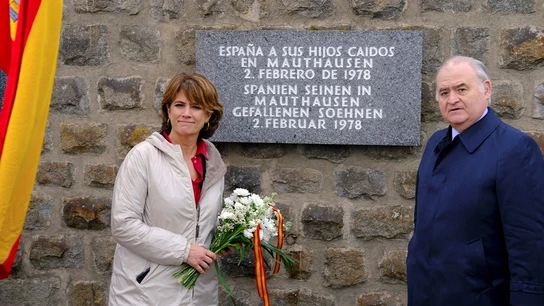 ESPAÑA A SUS HIJOS CAIDOS
EN MAUTHAUSEN
2. FEBRERO DE 1978
SPANIEN SEINEN IN
MAUTHAUSEN
GEFALLENEN SOEHNEN
2. FEBRUAR 1978